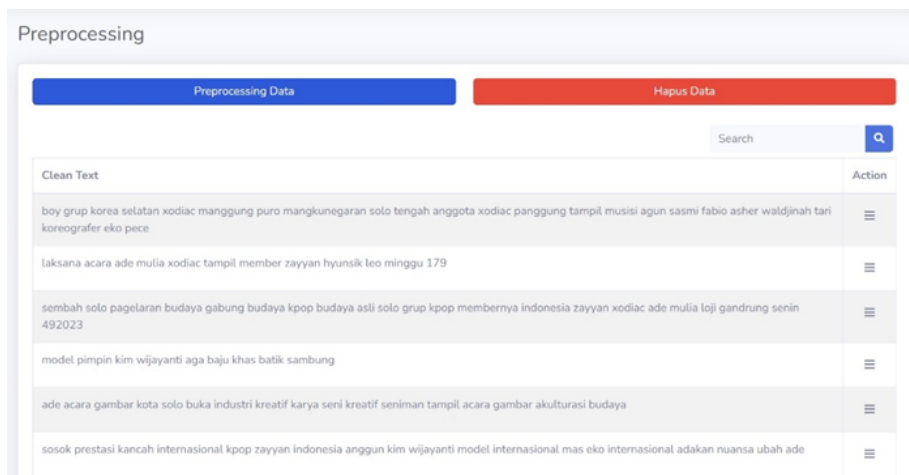 Preprocessing
Preprocessing Data
Hapus Data
Search
Clean Text
Action
boy grup korea selatan xodiac manggung puro mangkunegaran solo tengah anggota xodiac panggung tampil musisi agun sasmi fabio asher waldjinah tari
koreografer eko pece
laksana acara ade mulia xodiac tampil member zayyan hyunsik leo minggu 179
sembah solo pagelaran budaya gabung budaya kpop budaya asli solo grup kpop membernya indonesia zayyan xodiac ade mulia loji gandrung senin
492023
model pimpin kim wijayanti aga baju khas batik sambung
ade acara gambar kota solo buka industri kreatif karya seni kreatif seniman tampil acara gambar akulturasi budaya
sosok prestasi kancah internasional kpop zayyan indonesia anggun kim wijayanti model internasional mas eko internasional adakan nuansa ubah ade